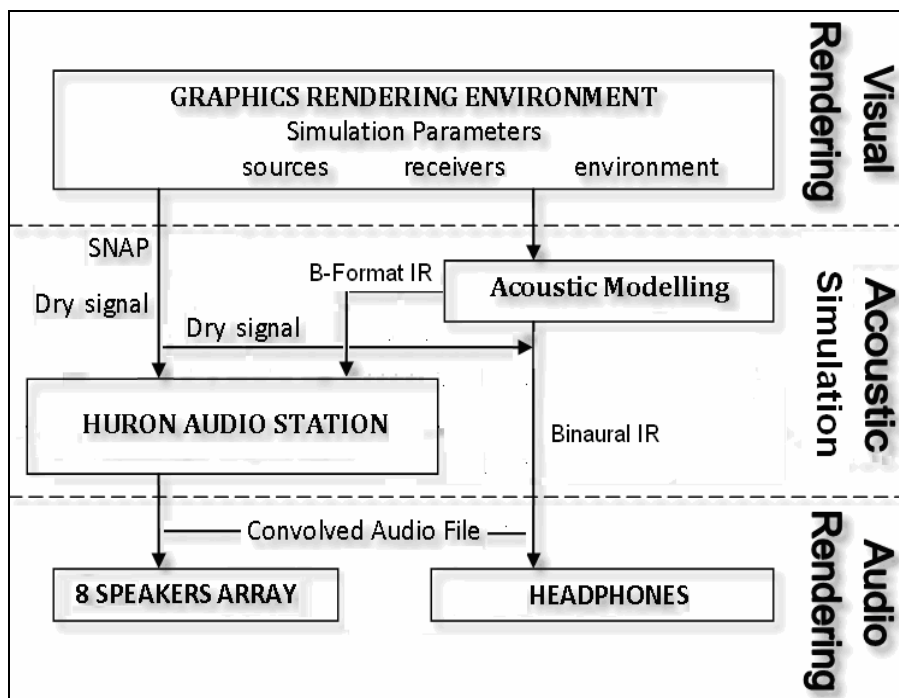 GRAPHICS RENDERING ENVIRONMENT
Simulation Parameters
sources receivers environment
Visual
Rendering
SNAP
Dry signal
B-Format IR
Acoustic Modelling
Dry signal
HURON AUDIO STATION
Binaural IR
Acoustic
Simulation
Convolved Audio File
8 SPEAKERS ARRAY
HEADPHONES
Audio
Rendering